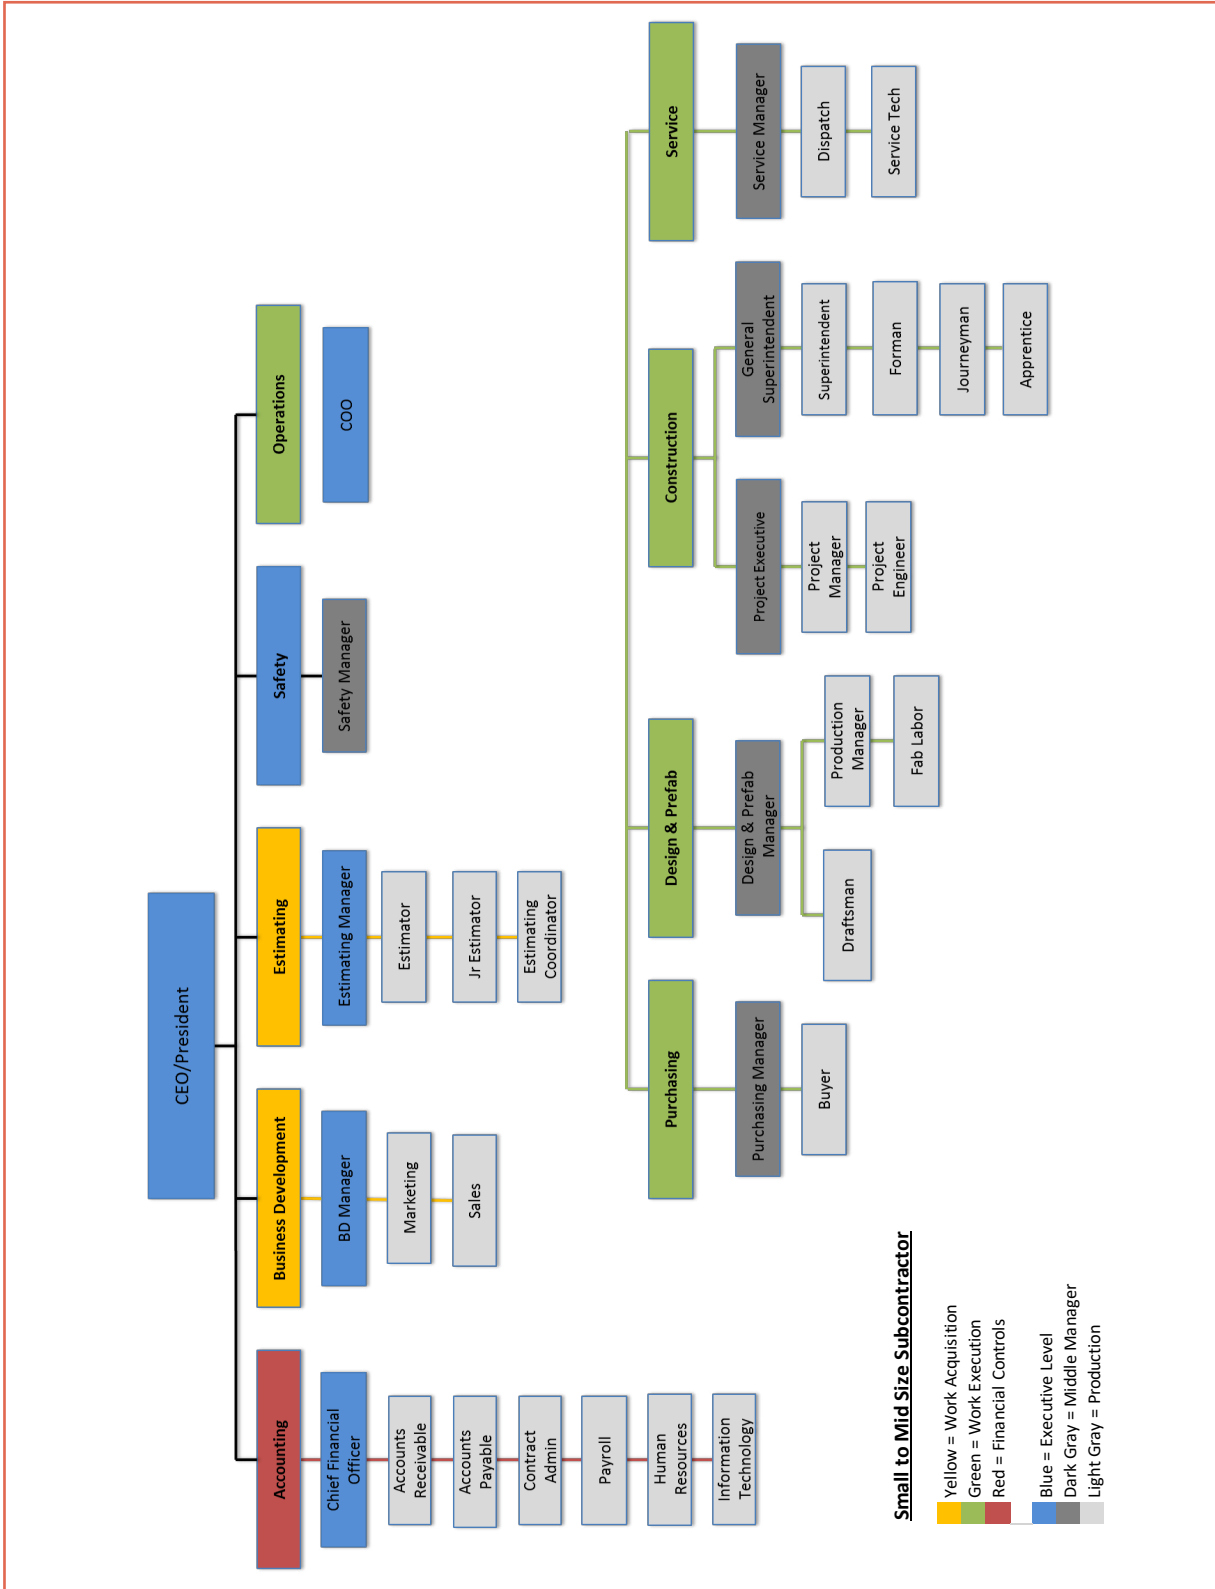 CEO/President
Accounting
Chief Financial
Officer
Accounts
Receivable
Accounts
Payable
Contract
Admin
Payroll
Human
Resources
Information
Technology
Business Development
BD Manager
Marketing
Sales
Estimating
Estimating Manager
Estimator
Jr Estimator
Estimating
Coordinator
Safety
Safety Manager
Operations
COO
Purchasing
Purchasing Manager
Buyer
Design & Prefab
Design & Prefab
Manager
Draftsman
Production
Manager
Fab Labor
Construction
Project Executive
Project
Manager
Project
Engineer
General
Superintendent
Superintendent
Forman
Journeyman
Apprentice
Service
Service Manager
Dispatch
Service Tech
Small to Mid Size Subcontractor
Yellow = Work Acquisition
Green = Work Execution
Red = Financial Controls
Blue = Executive Level
Dark Gray = Middle Manager
Light Gray = Production